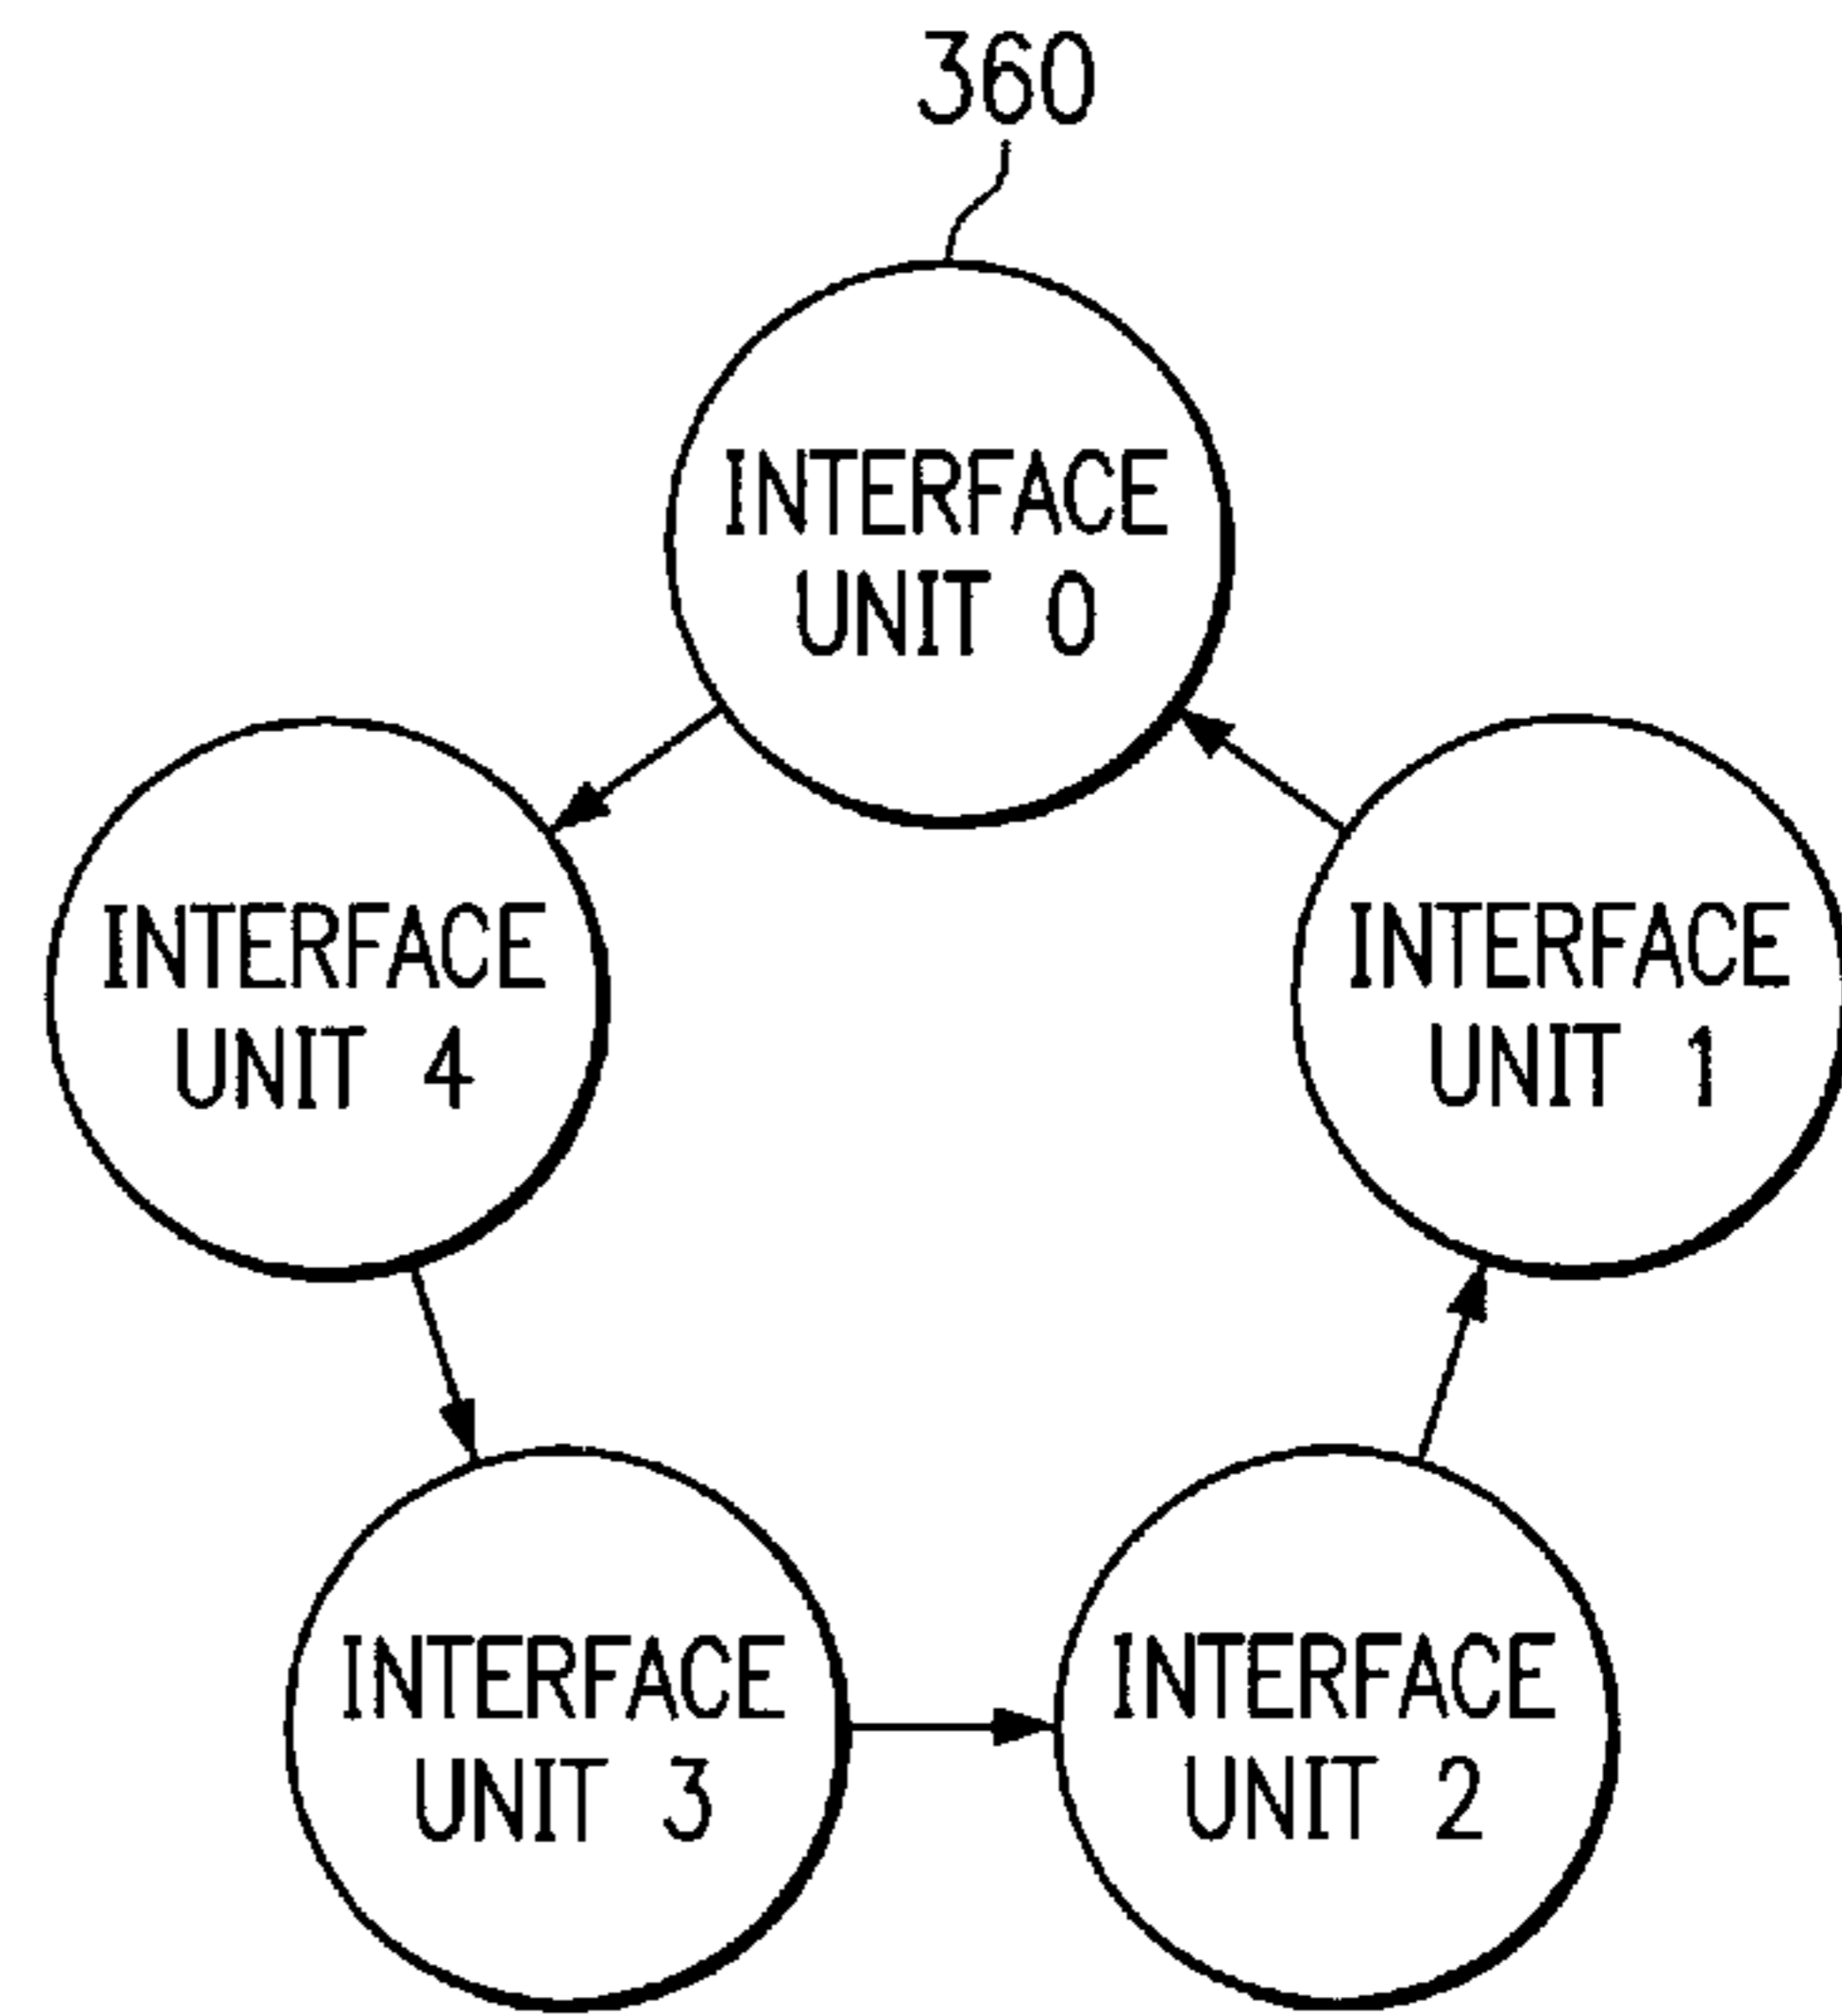 360
INTERFACE
UNIT 0
INTERFACE
UNIT 4
INTERFACE
UNIT 1
INTERFACE
UNIT 3
INTERFACE
UNIT 2